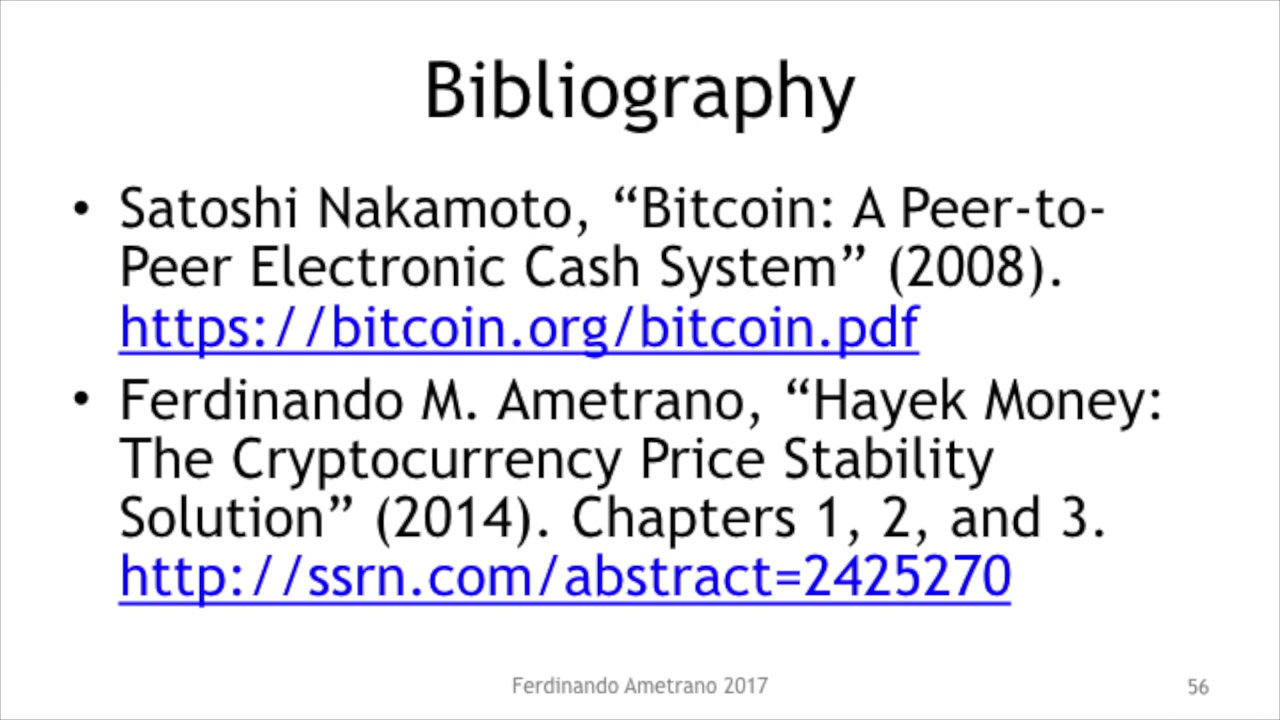 Bibliography
• Satoshi Nakamoto, “Bitcoin: A Peer-to-
Peer Electronic Cash System” (2008).
https://bitcoin.org/bitcoin.pdf
• Ferdinando M. Ametrano, “Hayek Money:
The Cryptocurrency Price Stability
Solution” (2014). Chapters 1, 2, and 3.
http://ssrn.com/abstract=2425270
Ferdinando Ametrano 2017
56